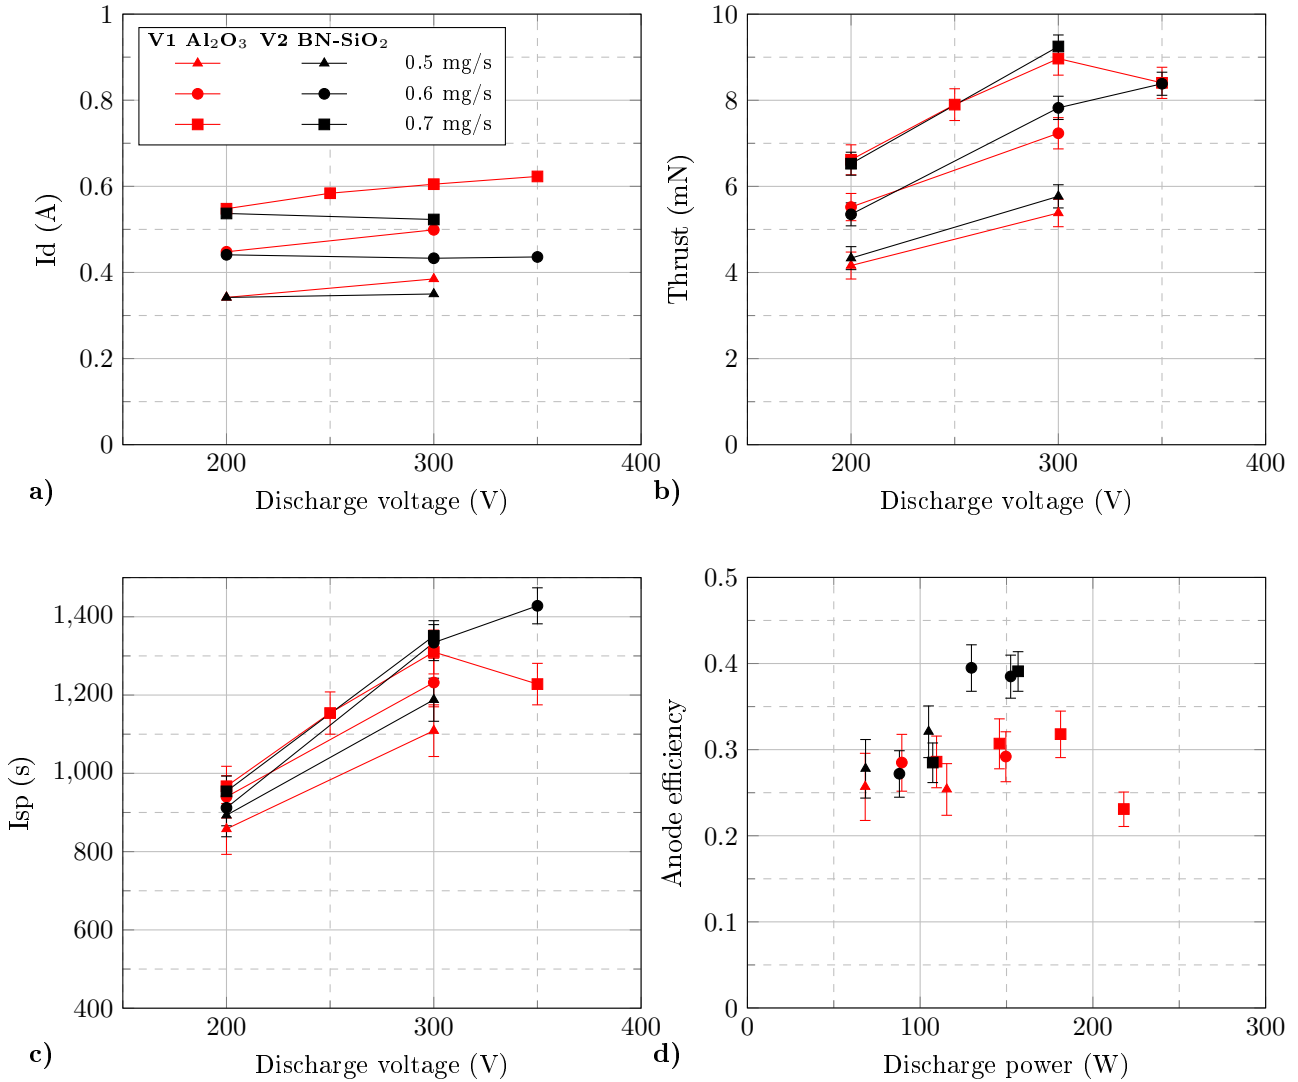 V1 Al₂O₃ V2 BN-SiO₂
0.5 mg/s
0.6 mg/s
0.7 mg/s
1
0.8
0.6
0.4
0.2
0
Id (A)
200
300
400
Discharge voltage (V)
a)
10
8
6
4
2
0
Thrust (mN)
200
300
400
Discharge voltage (V)
b)
1,400
1,200
1,000
800
600
400
Isp (s)
200
300
400
Discharge voltage (V)
c)
0.5
0.4
0.3
0.2
0.1
0
Anode efficiency
0
100
200
300
Discharge power (W)
d)